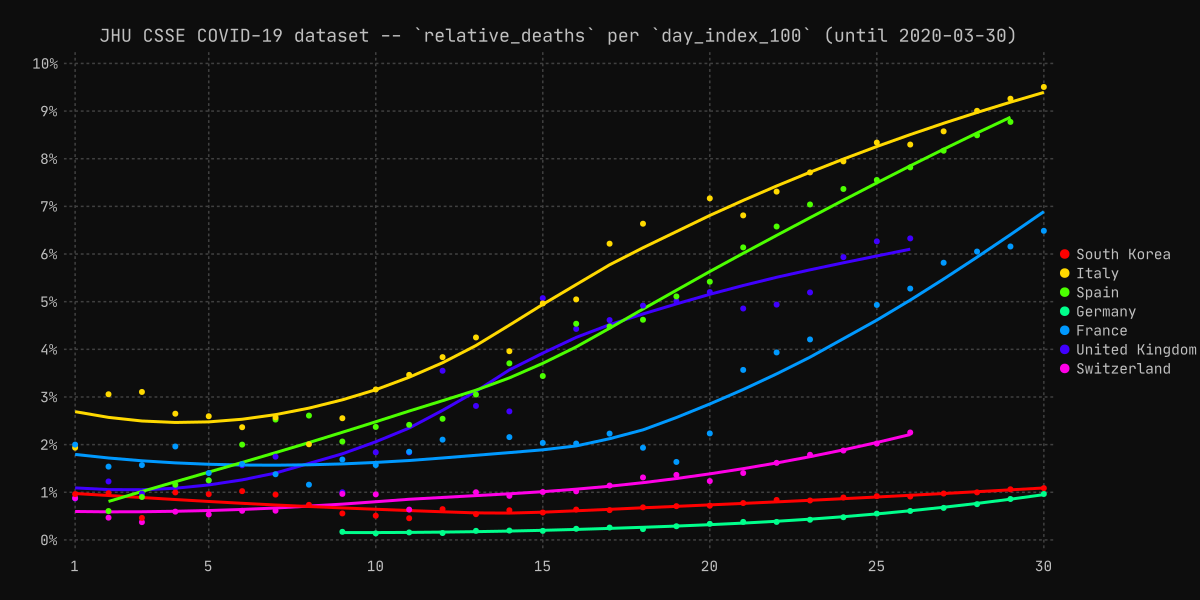 JHU CSSE COVID-19 dataset -- `relative_deaths` per `day_index_100` (until 2020-03-30)
10%
9%
8%
7%
6%
5%
4%
3%
2%
1%
0%
1 5 10 15 20 25 30
South Korea
Italy
Spain
Germany
France
United Kingdom
Switzerland